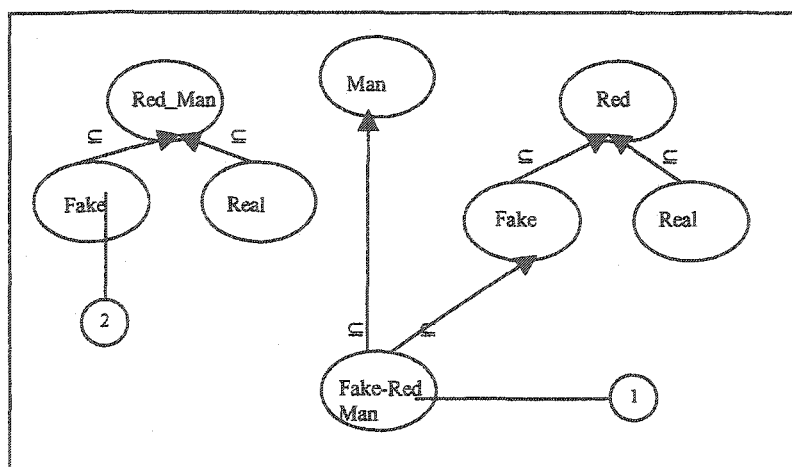 Man
Red_Man
Red
⊆
⊆
⊆
⊆
Fake
Real
Fake
Real
2
⊆
⊆
Fake-Red
Man
1